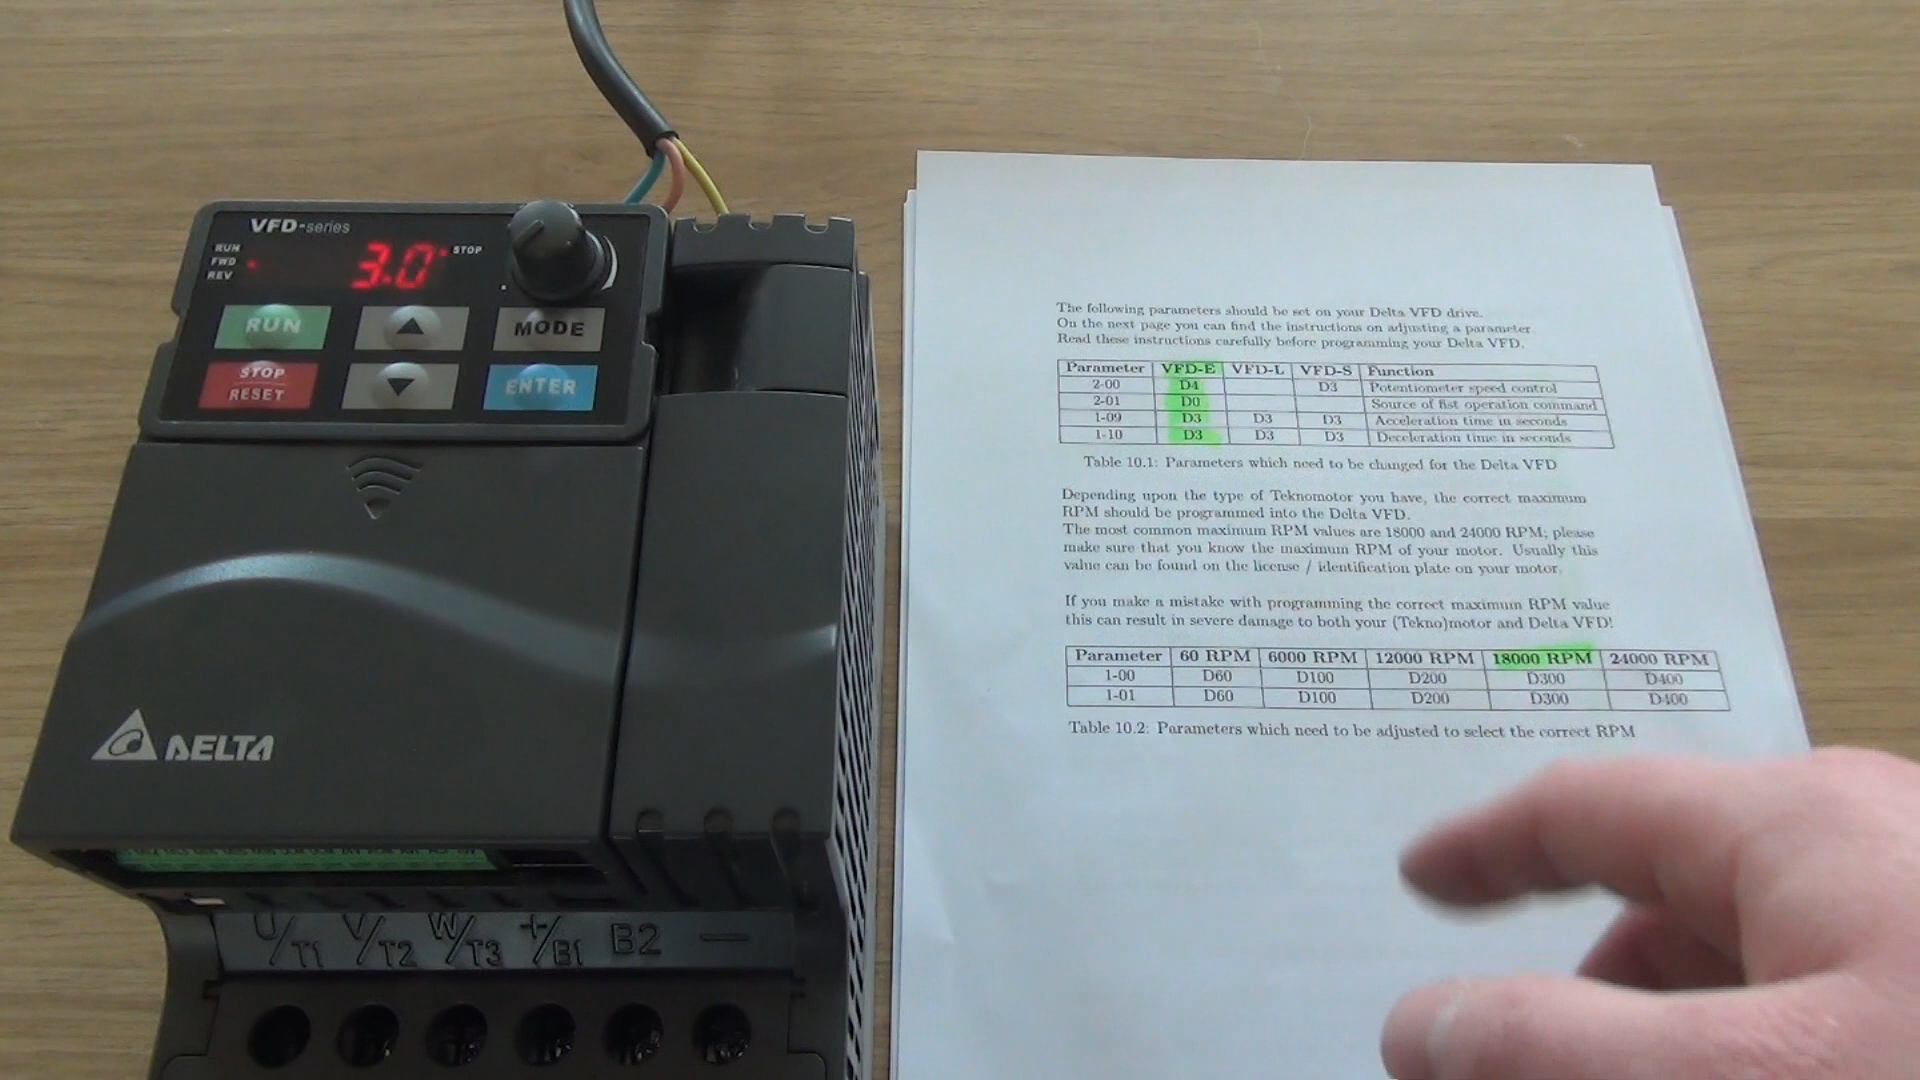 VFD-series
RUN
FWD
REV
3.0
STOP
RUN
MODE
STOP
RESET
ENTER
DELTA
U/T1 V/T2 W/T3 +/B1 B2 —
The following parameters should be set on your Delta VFD drive.
On the next page you can find the instructions on adjusting a parameter.
Read these instructions carefully before programming your Delta VFD.
Parameter VFD-E VFD-L VFD-S Function
2-00 D4 D3 Potentiometer speed control
2-01 D0 Source of fist operation command
1-09 D3 D3 D3 Acceleration time in seconds
1-10 D3 D3 D3 Deceleration time in seconds
Table 10.1: Parameters which need to be changed for the Delta VFD
Depending upon the type of Teknomotor you have, the correct maximum
RPM should be programmed into the Delta VFD.
The most common maximum RPM values are 18000 and 24000 RPM; please
make sure that you know the maximum RPM of your motor. Usually this
value can be found on the license / identification plate on your motor.
If you make a mistake with programming the correct maximum RPM value
this can result in severe damage to both your (Tekno)motor and Delta VFD!
Parameter 60 RPM 6000 RPM 12000 RPM 18000 RPM 24000 RPM
1-00 D60 D100 D200 D300 D400
1-01 D60 D100 D200 D300 D400
Table 10.2: Parameters which need to be adjusted to select the correct RPM